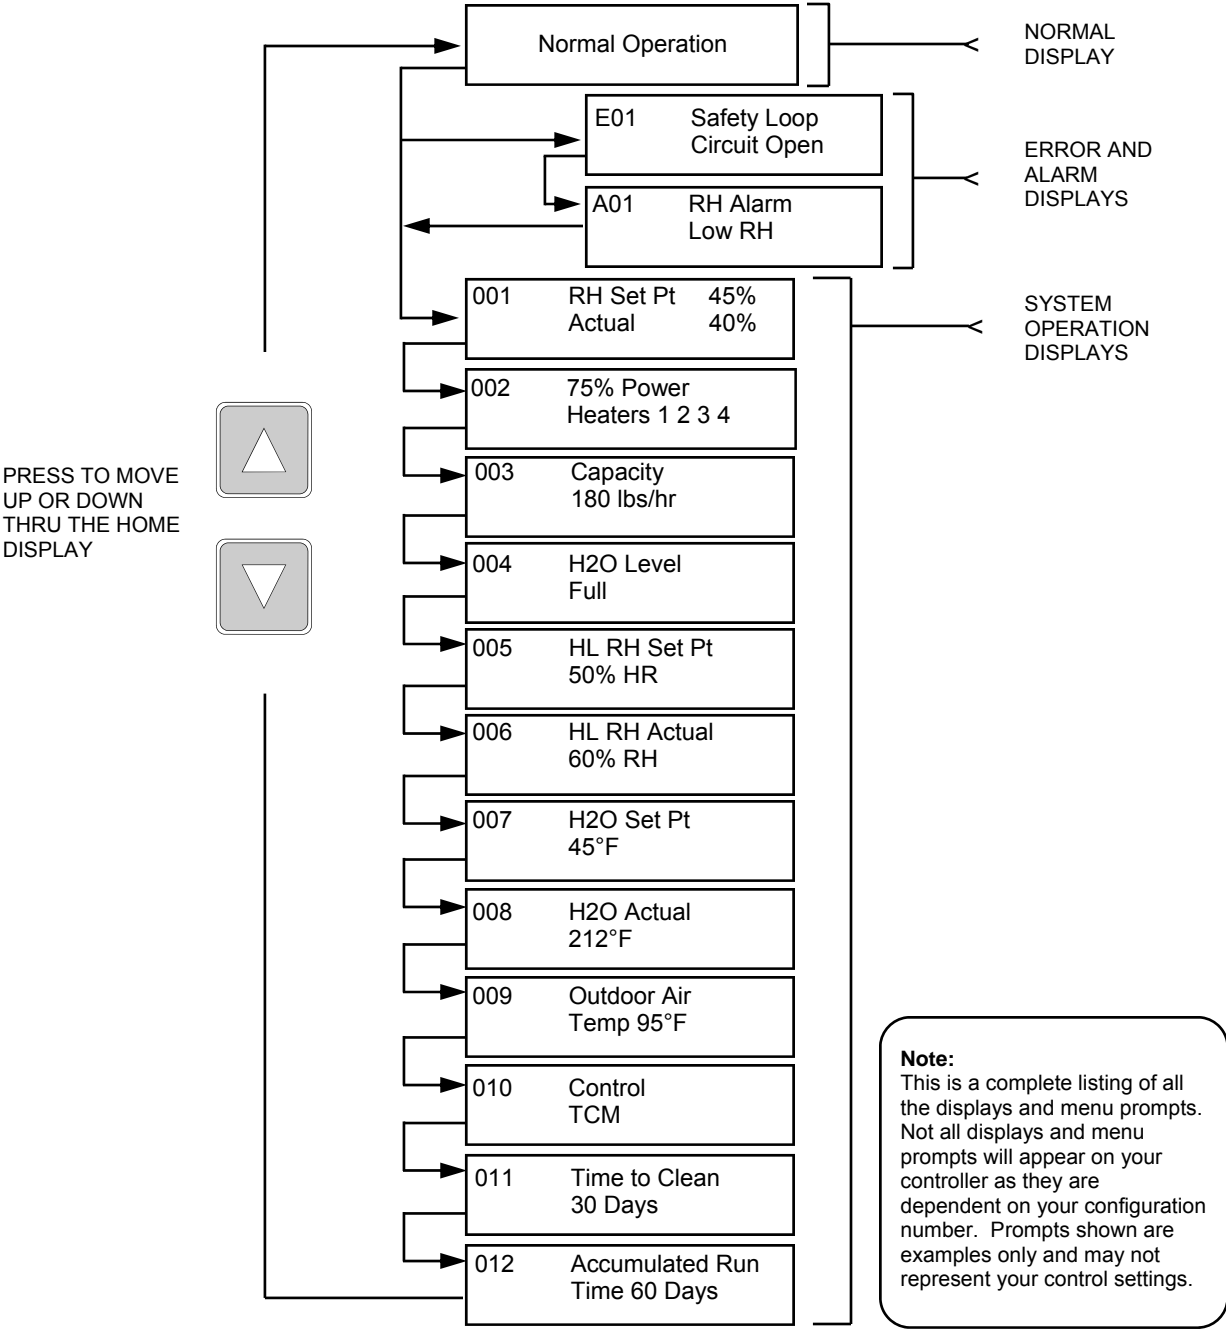 Normal Operation
NORMAL
DISPLAY
E01 Safety Loop
Circuit Open
A01 RH Alarm
Low RH
ERROR AND
ALARM
DISPLAYS
001 RH Set Pt 45%
Actual 40%
SYSTEM
OPERATION
DISPLAYS
002 75% Power
Heaters 1 2 3 4
PRESS TO MOVE
UP OR DOWN
THRU THE HOME
DISPLAY
003 Capacity
180 lbs/hr
004 H2O Level
Full
005 HL RH Set Pt
50% HR
006 HL RH Actual
60% RH
007 H2O Set Pt
45°F
008 H2O Actual
212°F
009 Outdoor Air
Temp 95°F
010 Control
TCM
011 Time to Clean
30 Days
012 Accumulated Run
Time 60 Days
Note:
This is a complete listing of all
the displays and menu prompts.
Not all displays and menu
prompts will appear on your
controller as they are
dependent on your configuration
number. Prompts shown are
examples only and may not
represent your control settings.